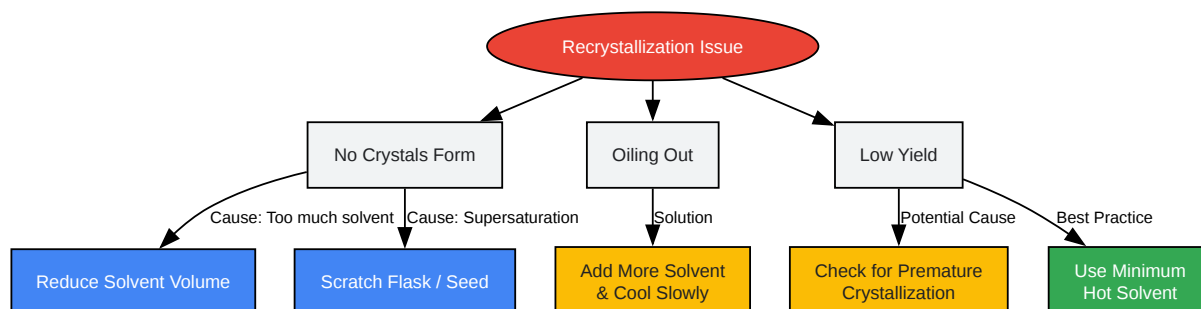 Recrystallization Issue
No Crystals Form
Oiling Out
Low Yield
Cause: Too much solvent
Cause: Supersaturation
Solution
Potential Cause
Best Practice
Reduce Solvent Volume
Scratch Flask / Seed
Add More Solvent
& Cool Slowly
Check for Premature
Crystallization
Use Minimum
Hot Solvent